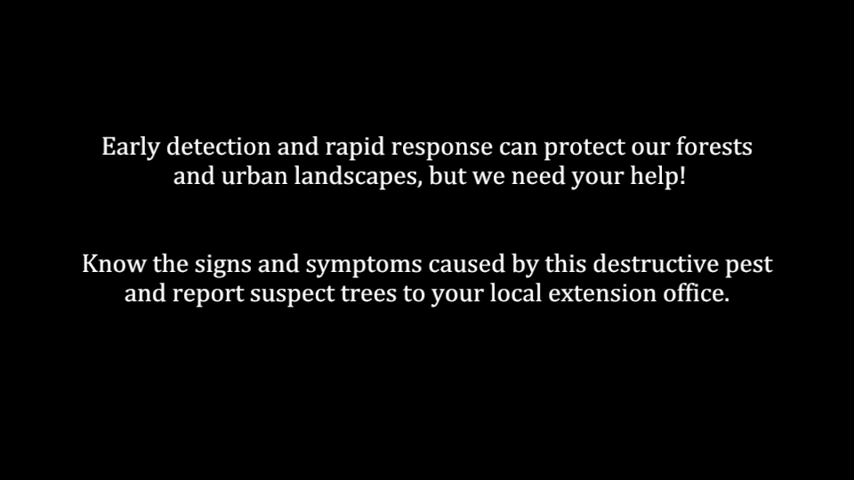 Early detection and rapid response can protect our forests
and urban landscapes, but we need your help!
Know the signs and symptoms caused by this destructive pest
and report suspect trees to your local extension office.